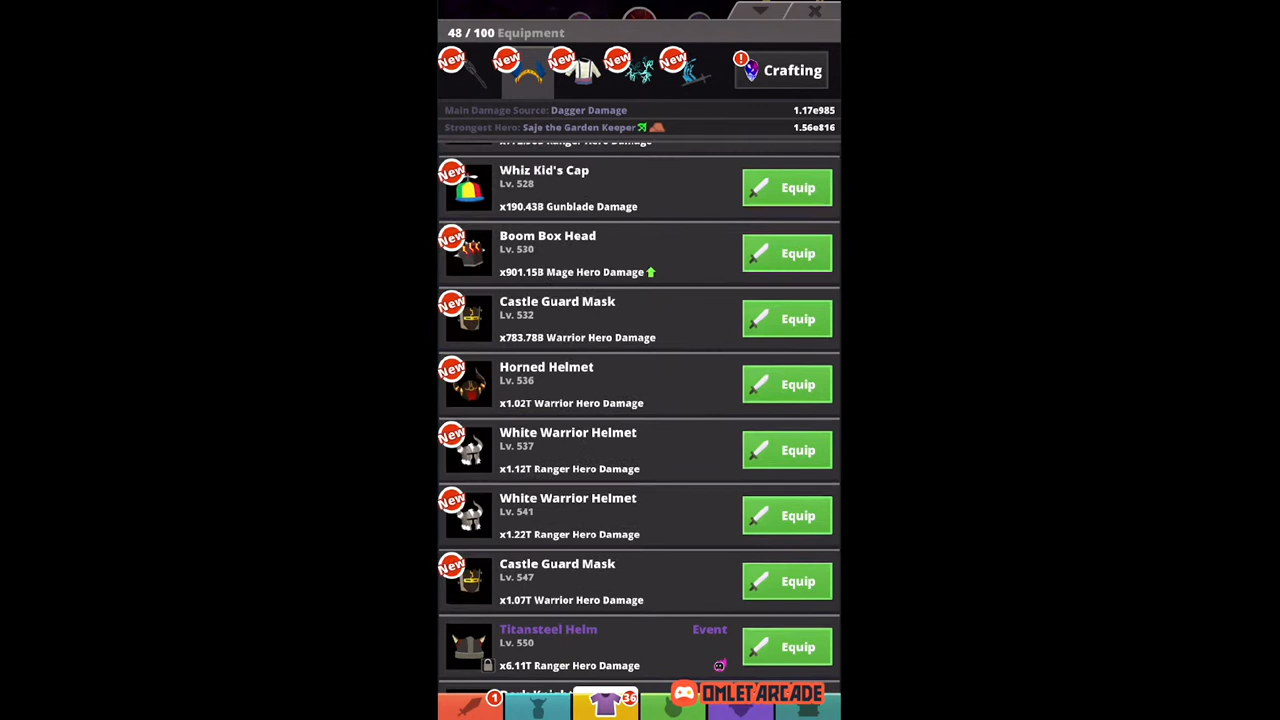 48 / 100 Equipment
New New New New New ! Crafting
Main Damage Source: Dagger Damage 1.17e985
Strongest Hero: Saje the Garden Keeper 1.56e816
Ranger Hero Damage
New Whiz Kid's Cap
Lv. 528
x190.43B Gunblade Damage
Equip
New Boom Box Head
Lv. 530
x901.15B Mage Hero Damage
Equip
New Castle Guard Mask
Lv. 532
x783.78B Warrior Hero Damage
Equip
New Horned Helmet
Lv. 536
x1.02T Warrior Hero Damage
Equip
New White Warrior Helmet
Lv. 537
x1.12T Ranger Hero Damage
Equip
New White Warrior Helmet
Lv. 541
x1.22T Ranger Hero Damage
Equip
New Castle Guard Mask
Lv. 547
x1.07T Warrior Hero Damage
Equip
Titansteel Helm Event
Lv. 550
x6.11T Ranger Hero Damage
Equip
1 36 OMLET ARCADE